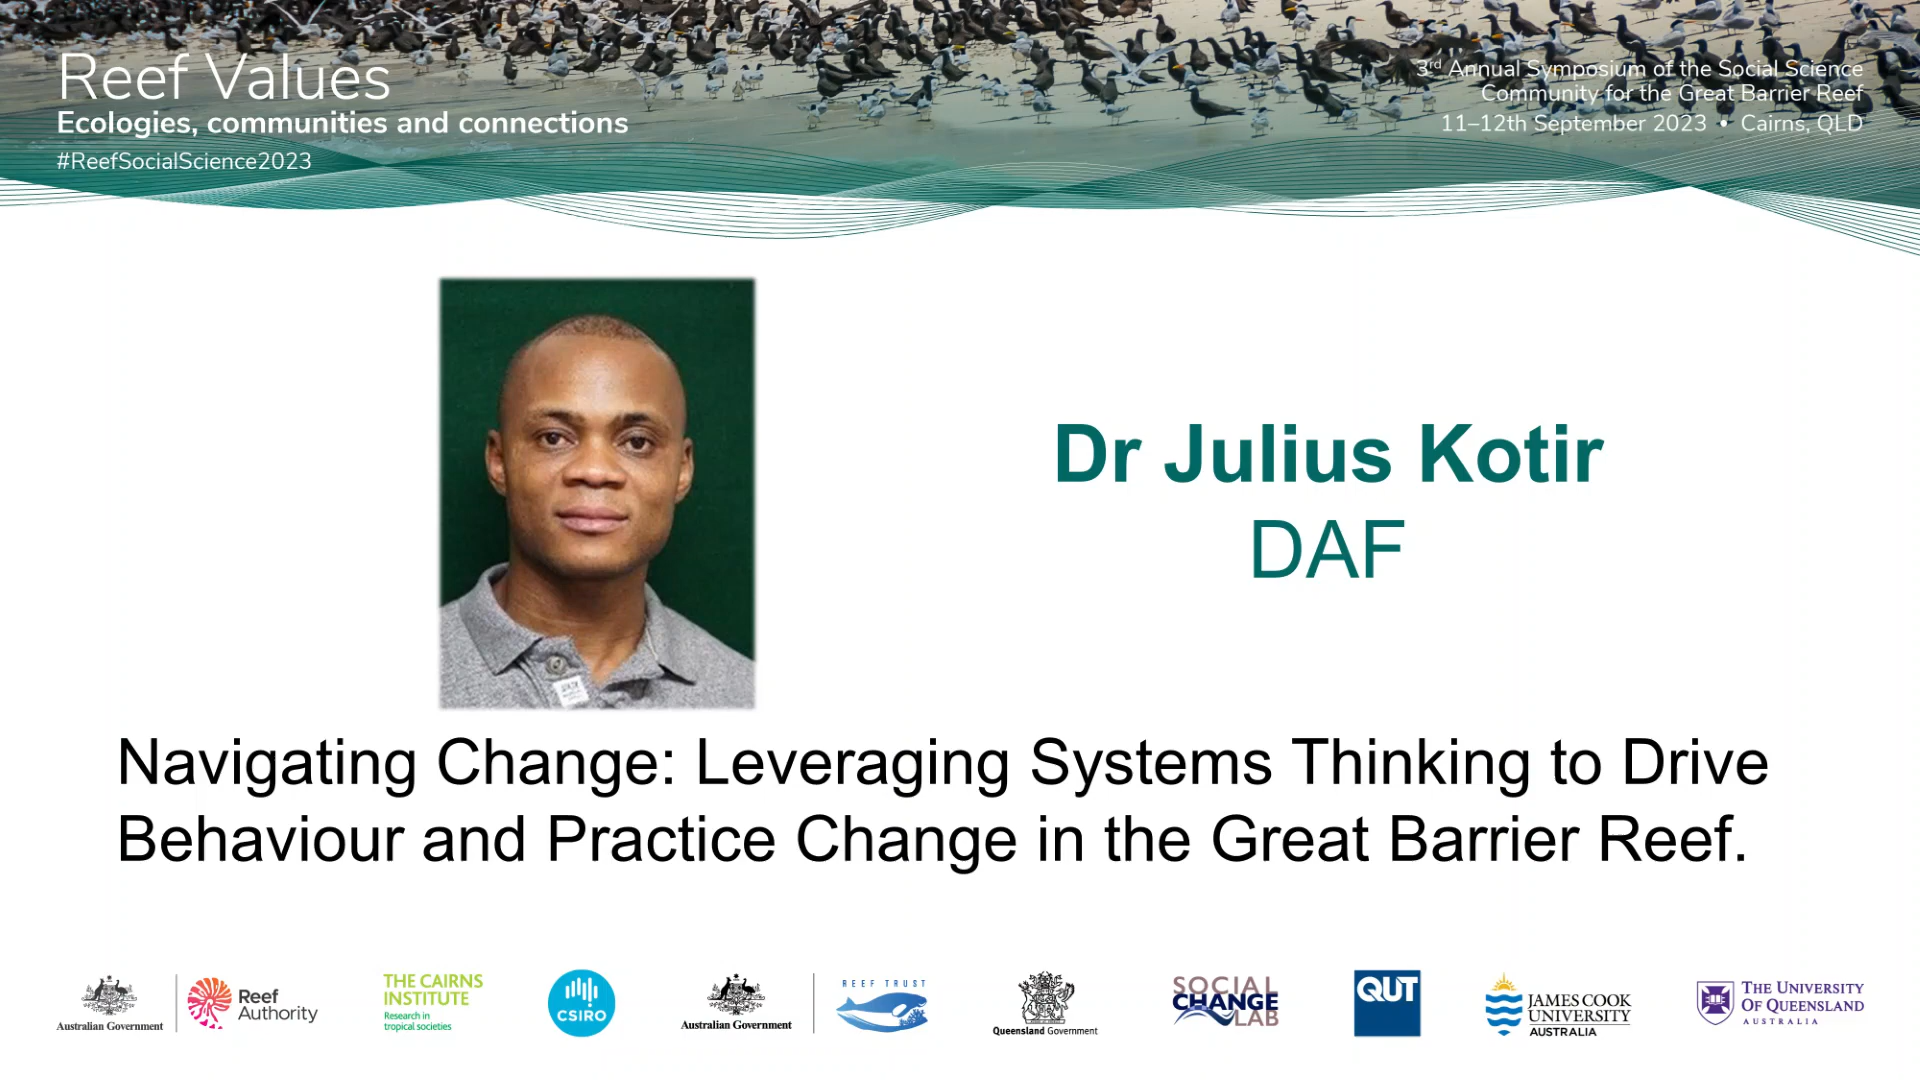 Reef Values
Ecologies, communities and connections
#ReefSocialScience2023
3rd Annual Symposium of the Social Science
Community for the Great Barrier Reef
11–12th September 2023 • Cairns, QLD
Dr Julius Kotir
DAF
Navigating Change: Leveraging Systems Thinking to Drive
Behaviour and Practice Change in the Great Barrier Reef.
Australian Government
Reef
Authority
THE CAIRNS
INSTITUTE
Research in
tropical societies
CSIRO
Australian Government
REEF TRUST
Queensland Government
SOCIAL
CHANGE
LAB
QUT
JAMES COOK
UNIVERSITY
AUSTRALIA
THE UNIVERSITY
OF QUEENSLAND
AUSTRALIA